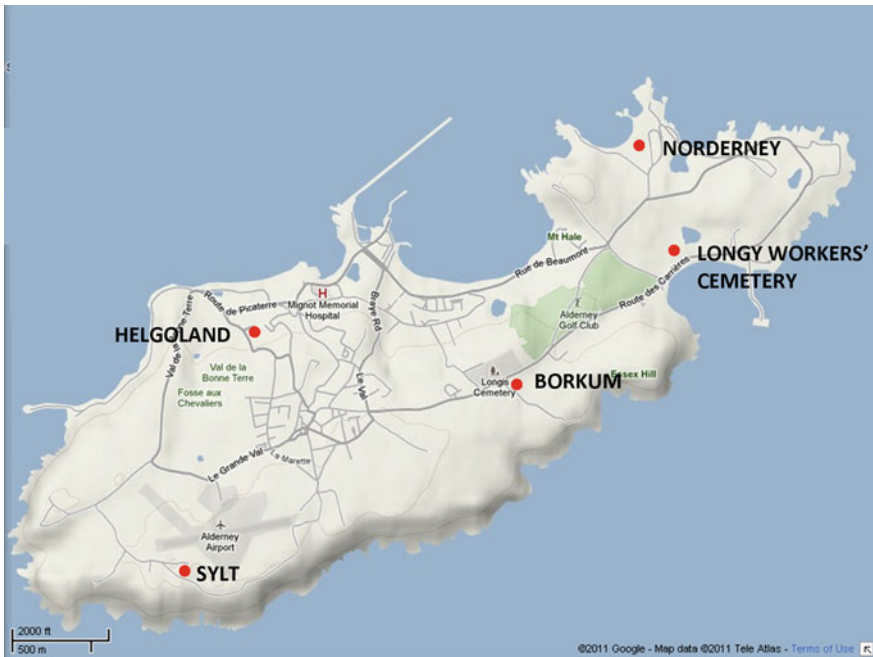 NORDERNEY
Mt Hale
Rue de Beaumont
LONGY WORKERS'
CEMETERY
Route des Carrières
H
Mignot Memorial
Hospital
Route de Picaterre
Braye Rd
Alderney
Golf Club
HELGOLAND
Val de la
Bonne Terre
Fosse aux
Chevaliers
Le Val
Longis
Cemetery
BORKUM
Essex Hill
Le Grande Val
La Marette
Alderney
Airport
SYLT
2000 ft
500 m
©2011 Google - Map data ©2011 Tele Atlas - Terms of Use